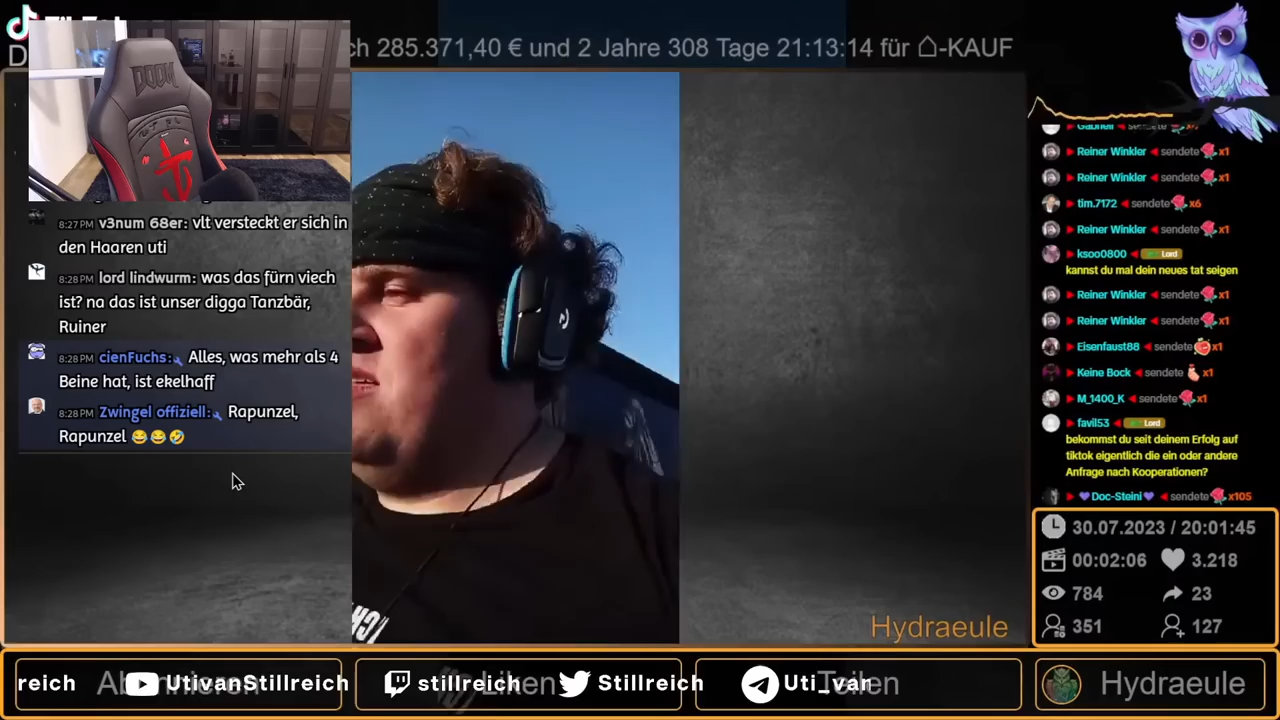 ch 285.371,40 € und 2 Jahre 308 Tage 21:13:14 für ⌂-KAUF
DOOM
8:27PM v3num 68er: vlt versteckt er sich in
den Haaren uti
8:28PM lord lindwurm: was das fürn viech
ist? na das ist unser digga Tanzbär,
Ruiner
8:28PM cienFuchs: Alles, was mehr als 4
Beine hat, ist ekelhaff
8:28PM Zwingel offiziell: Rapunzel,
Rapunzel 😂😂🤣
Reiner Winkler sendete x1
Reiner Winkler sendete x1
tim.7172 sendete x6
Reiner Winkler sendete x1
ksoo0800 Lord
kannst du mal dein neues tat seigen
Reiner Winkler sendete x1
Reiner Winkler sendete x1
Eisenfaust88 sendete x1
Keine Bock x1
M_1400_K sendete x1
favil53 Lord
bekommst du seit deinem Erfolg auf
tiktok eigentlich die ein oder andere
Anfrage nach Kooperationen?
💜Doc-Steini💜 sendete x105
30.07.2023 / 20:01:45
00:02:06 3.218
784 23
351 127
Hydraeule
reich UtivanStillreich stillreich Liken Stillreich Uti_van Teilen Hydraeule